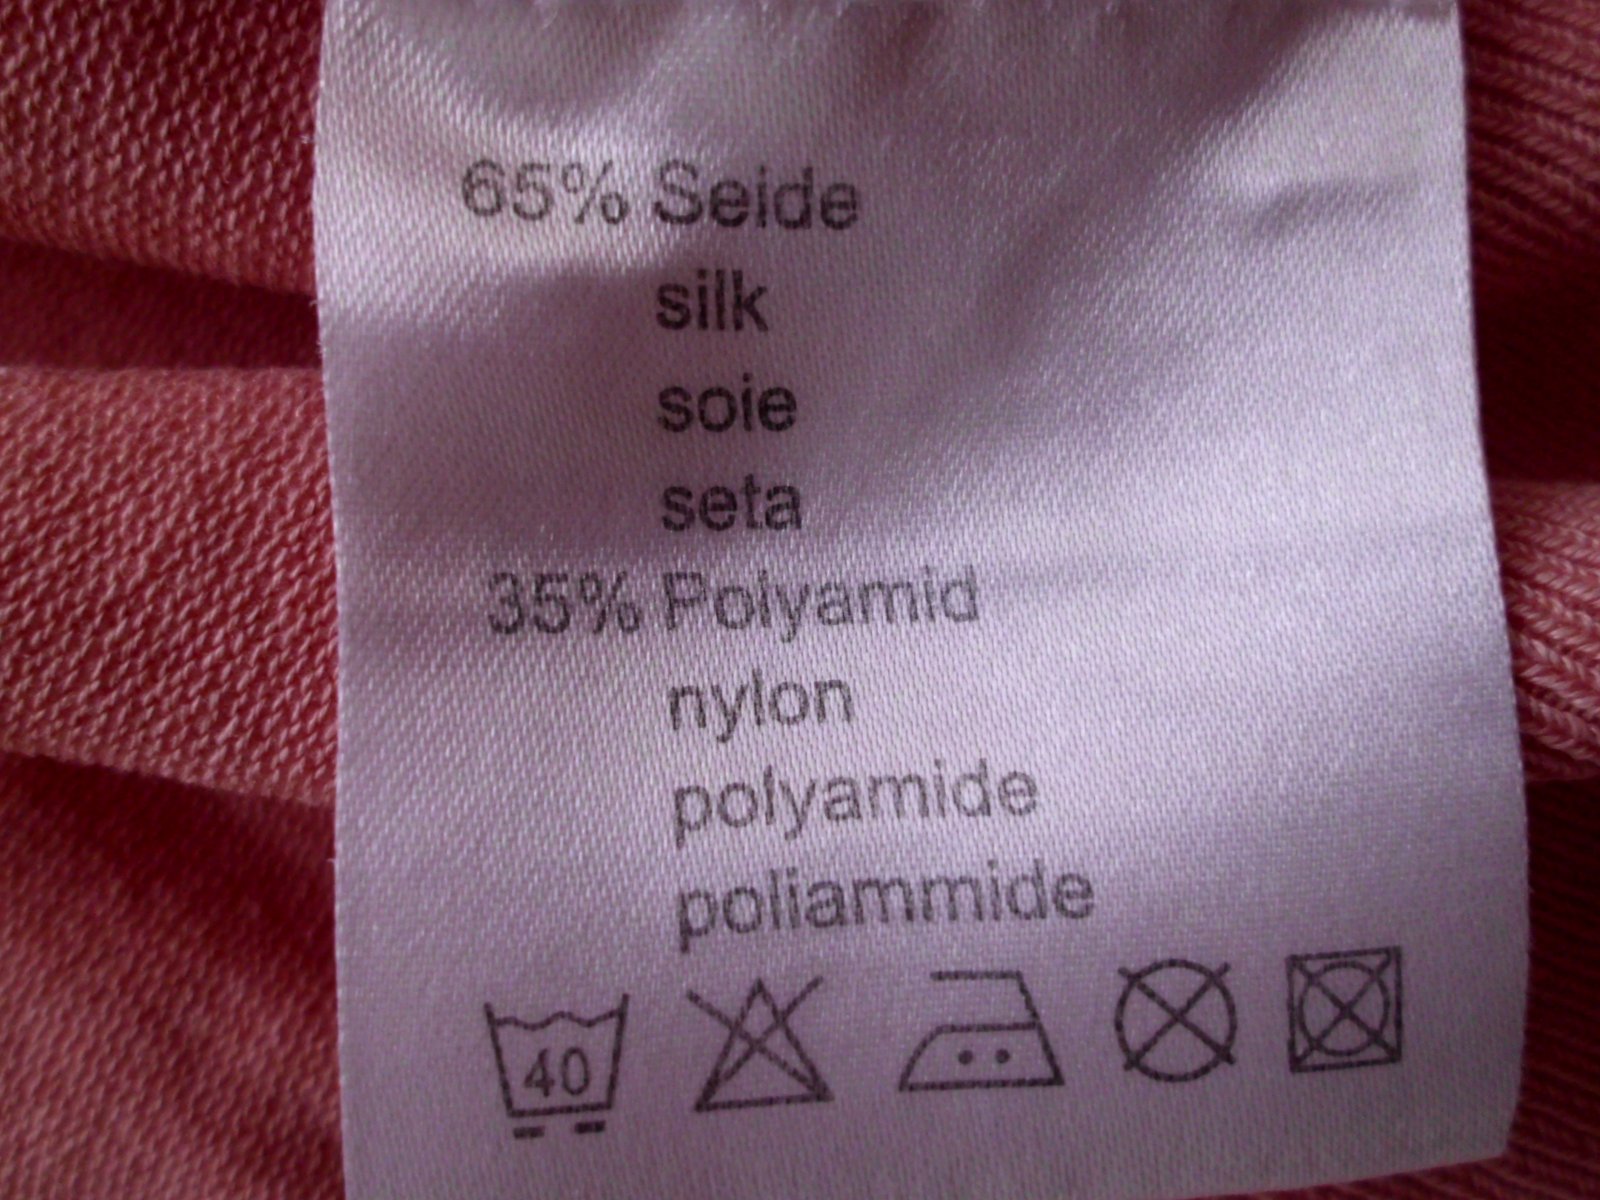 65% Seide
silk
soie
seta
35% Polyamid
nylon
polyamide
poliammide
40